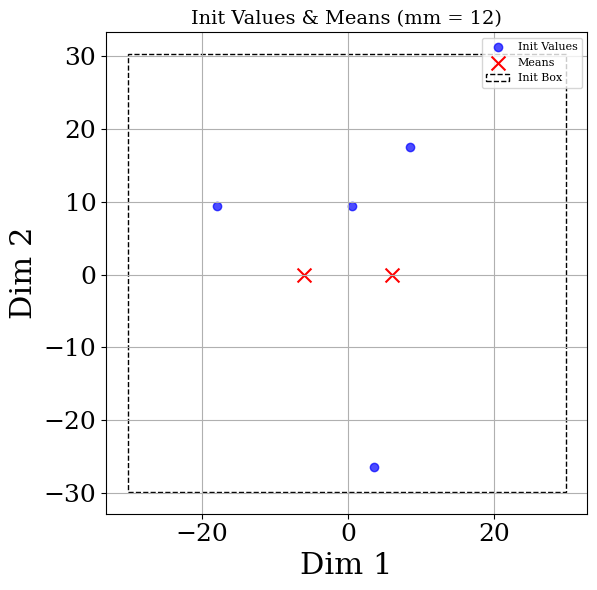 Init Values & Means (mm = 12)
Init Values
Means
Init Box
30
20
10
0
−10
−20
−30
Dim 2
−20
0
20
Dim 1